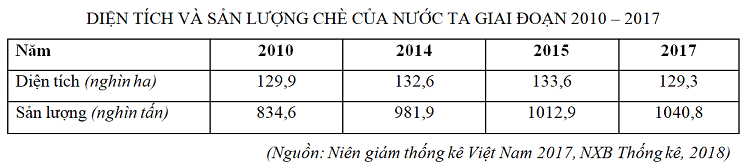 DIỆN TÍCH VÀ SẢN LƯỢNG CHÈ CỦA NƯỚC TA GIAI ĐOẠN 2010 – 2017
Năm 2010 2014 2015 2017
Diện tích (nghìn ha) 129,9 132,6 133,6 129,3
Sản lượng (nghìn tấn) 834,6 981,9 1012,9 1040,8
(Nguồn: Niên giám thống kê Việt Nam 2017, NXB Thống kê, 2018)